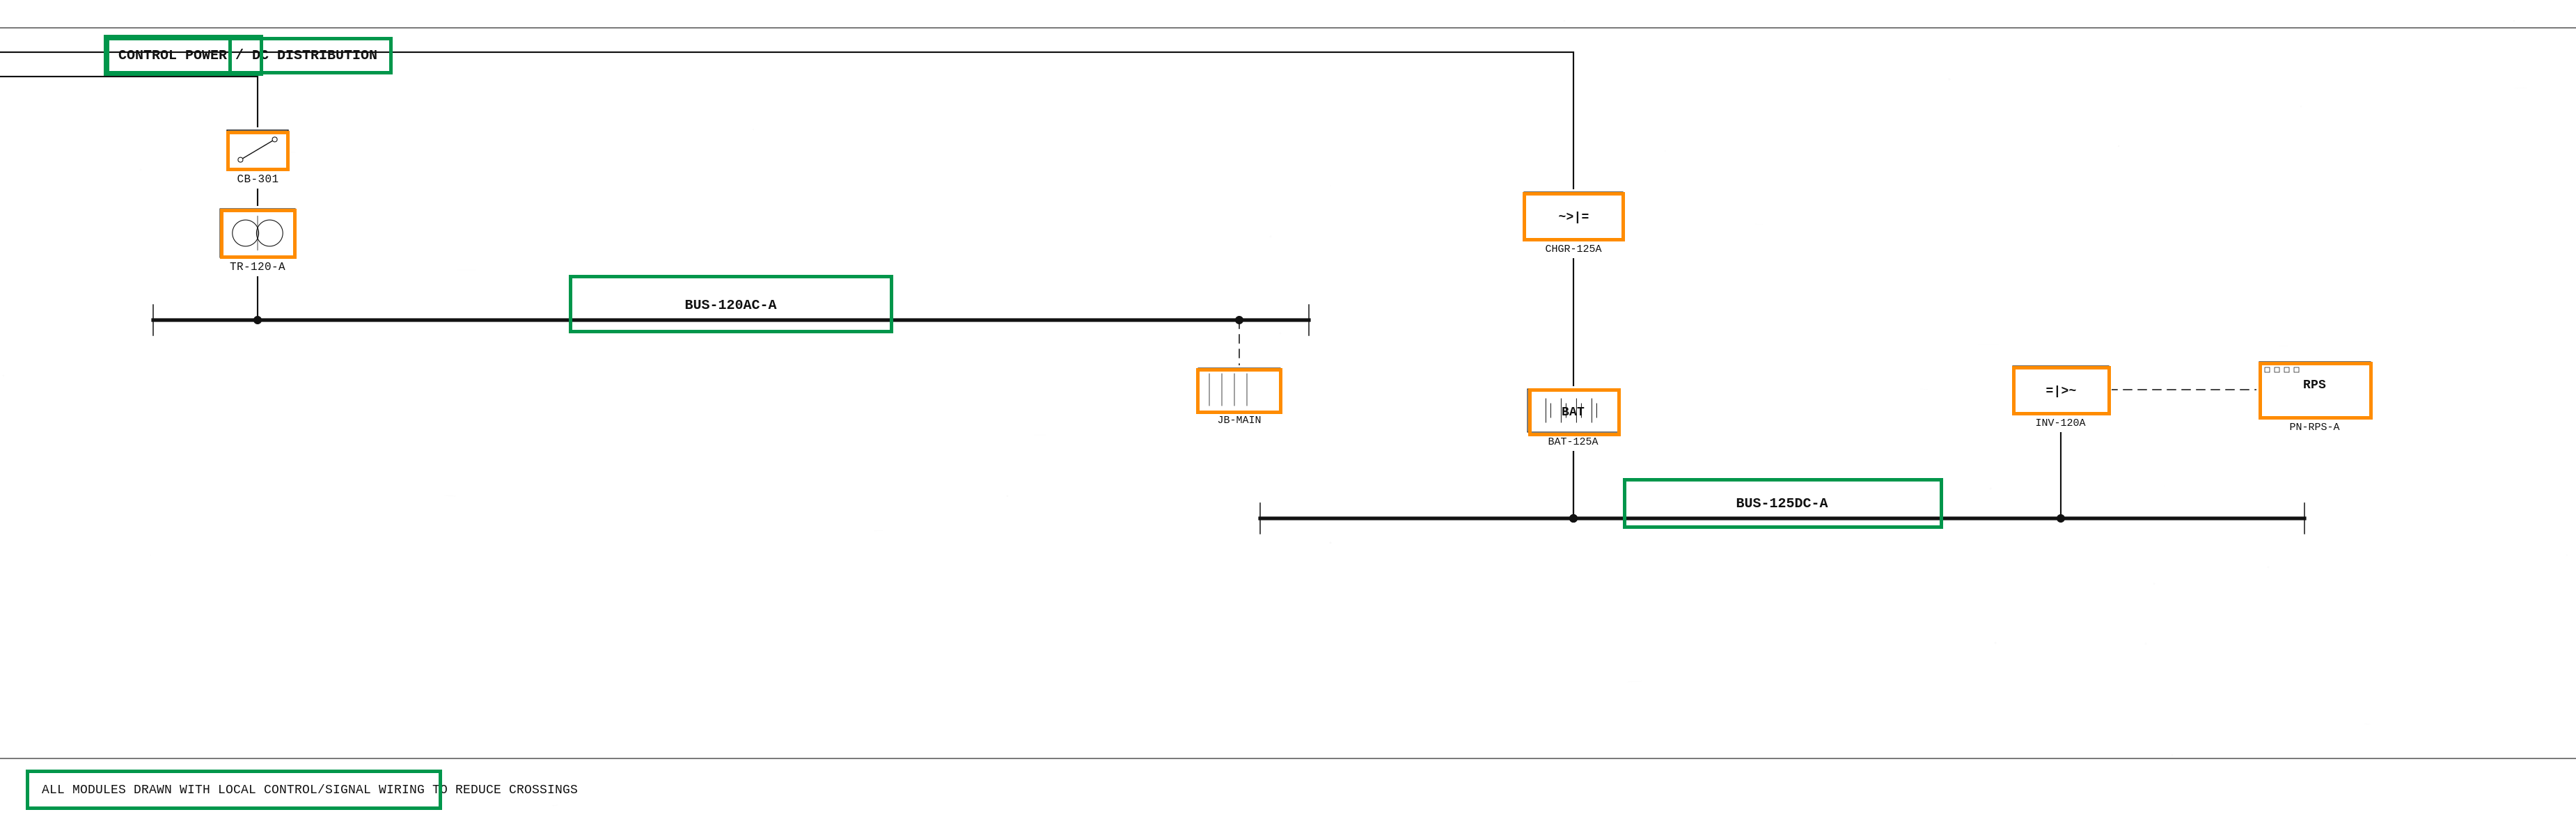 CONTROL POWER / DC DISTRIBUTION
CB-301
TR-120-A
BUS-120AC-A
JB-MAIN
~>|=
CHGR-125A
BAT
BAT-125A
=|>~
INV-120A
RPS
PN-RPS-A
BUS-125DC-A
ALL MODULES DRAWN WITH LOCAL CONTROL/SIGNAL WIRING TO REDUCE CROSSINGS